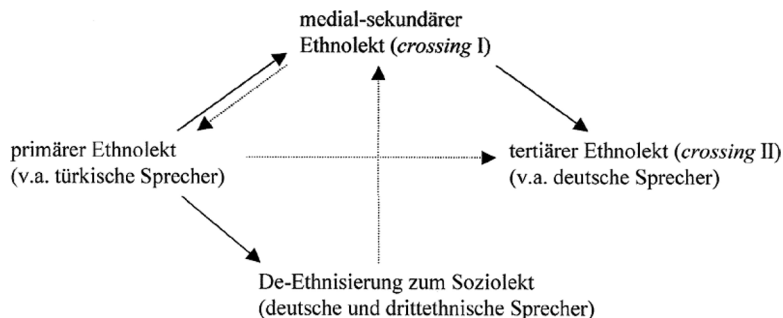 medial-sekundärer
Ethnolekt (crossing I)
primärer Ethnolekt
(v.a. türkische Sprecher)
tertiärer Ethnolekt (crossing II)
(v.a. deutsche Sprecher)
De-Ethnisierung zum Soziolekt
(deutsche und drittethnische Sprecher)